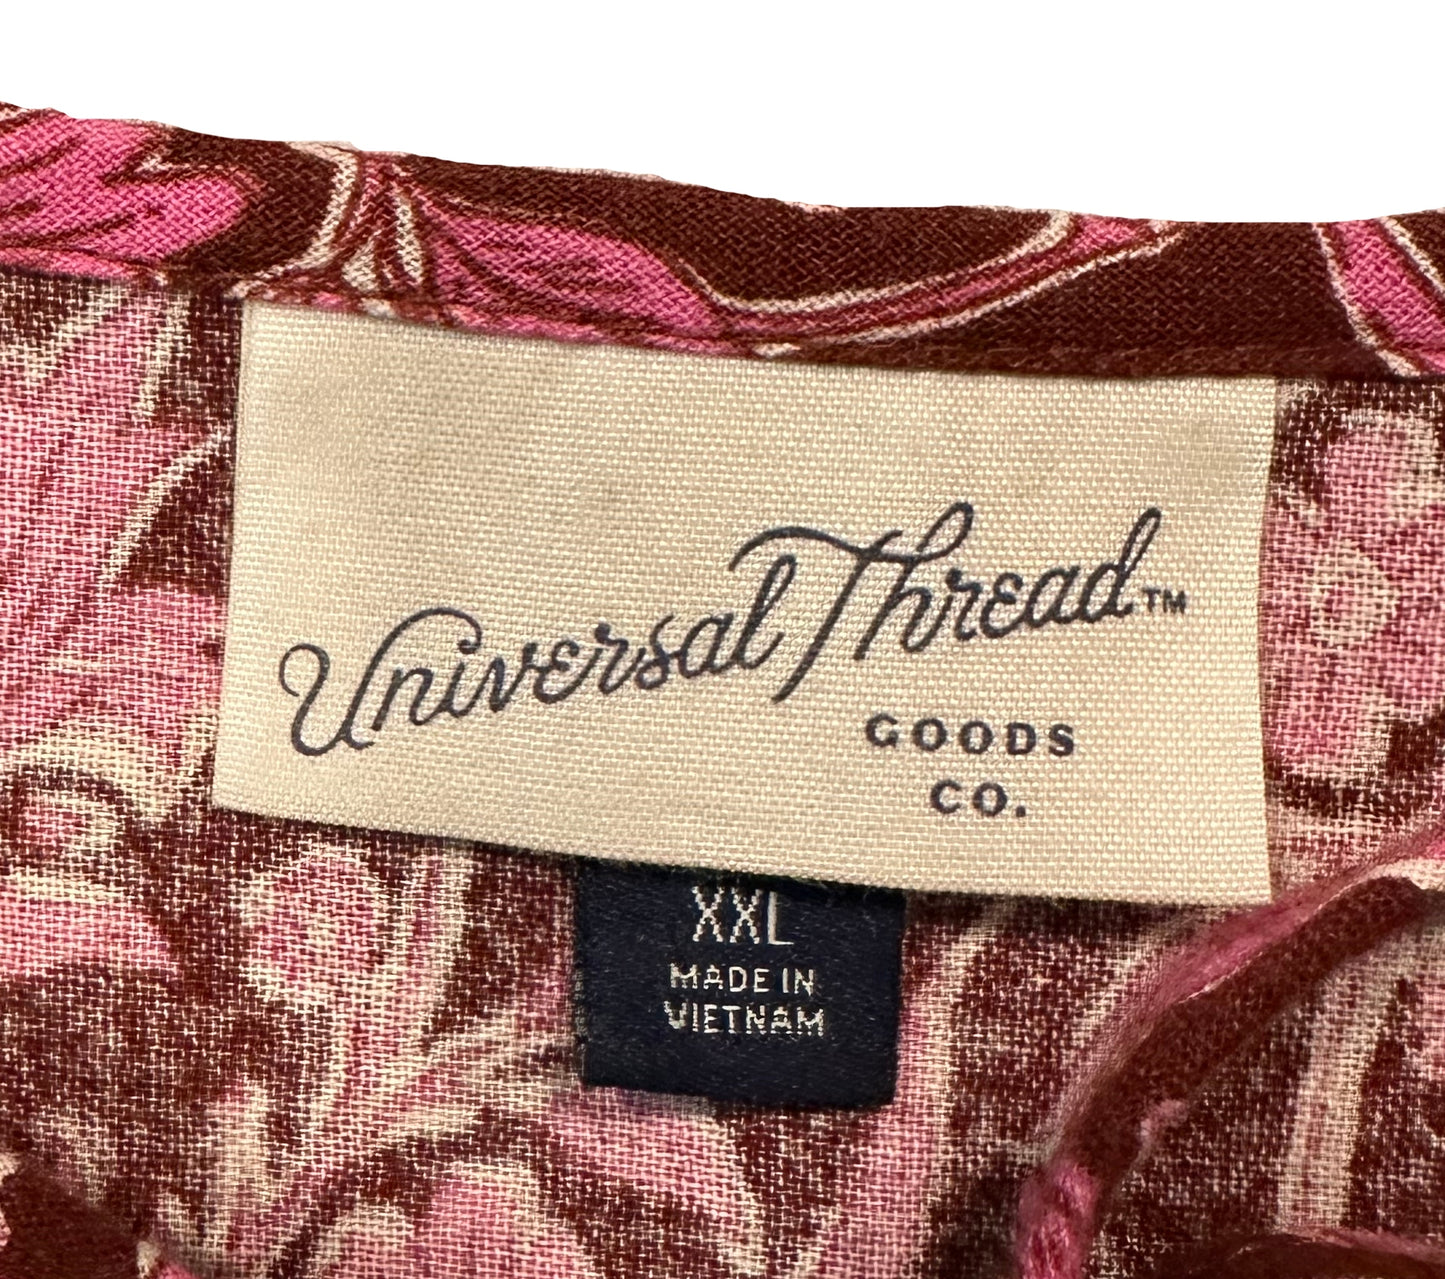 Universal Thread™
GOODS
CO.
XXL
MADE IN
VIETNAM